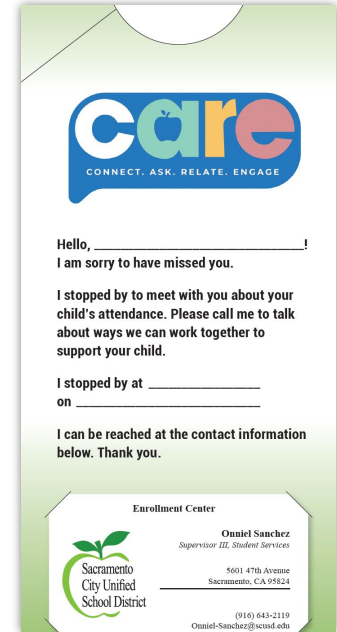 care
CONNECT. ASK. RELATE. ENGAGE
Hello, ________________________________!
I am sorry to have missed you.
I stopped by to meet with you about your
child's attendance. Please call me to talk
about ways we can work together to
support your child.
I stopped by at _________________
on ____________________________
I can be reached at the contact information
below. Thank you.
Enrollment Center
Onniel Sanchez
Supervisor III, Student Services
Sacramento
City Unified
School District
5601 47th Avenue
Sacramento, CA 95824
(916) 643-2119
Onniel-Sanchez@scusd.edu